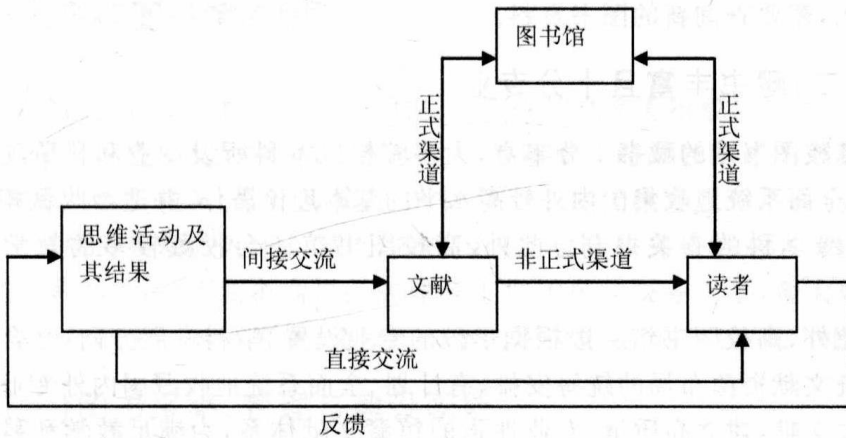 图书馆
正式渠道
正式渠道
思维活动及
其结果
间接交流
文献
非正式渠道
读者
直接交流
反馈